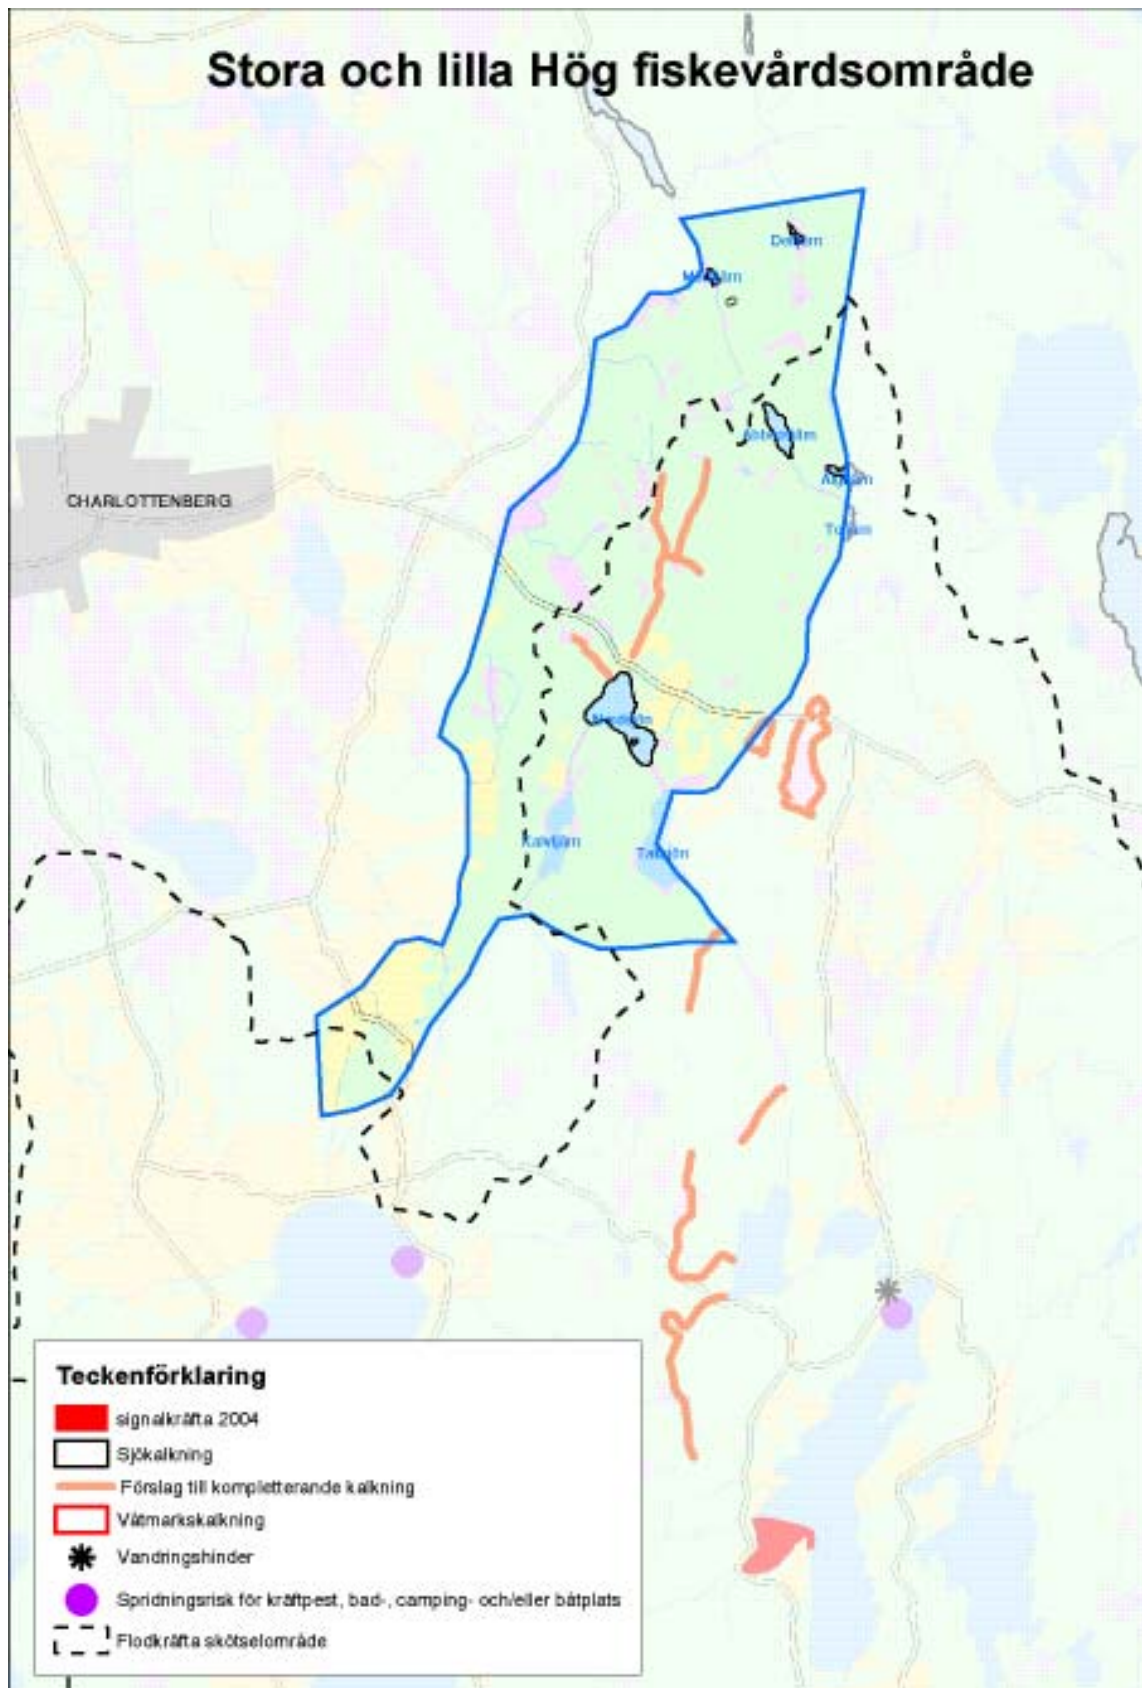 Stora och lilla Hög fiskevårdsområde
CHARLOTTENBERG
Kalvtjärn
Teckenförklaring
signalkräfta 2004
Sjökalkning
Förslag till kompletterande kalkning
Våtmarkskalkning
Vandringshinder
Spridningsrisk för kräftpest, bad-, camping- och/eller båtplats
Flodkräfta skötselområde